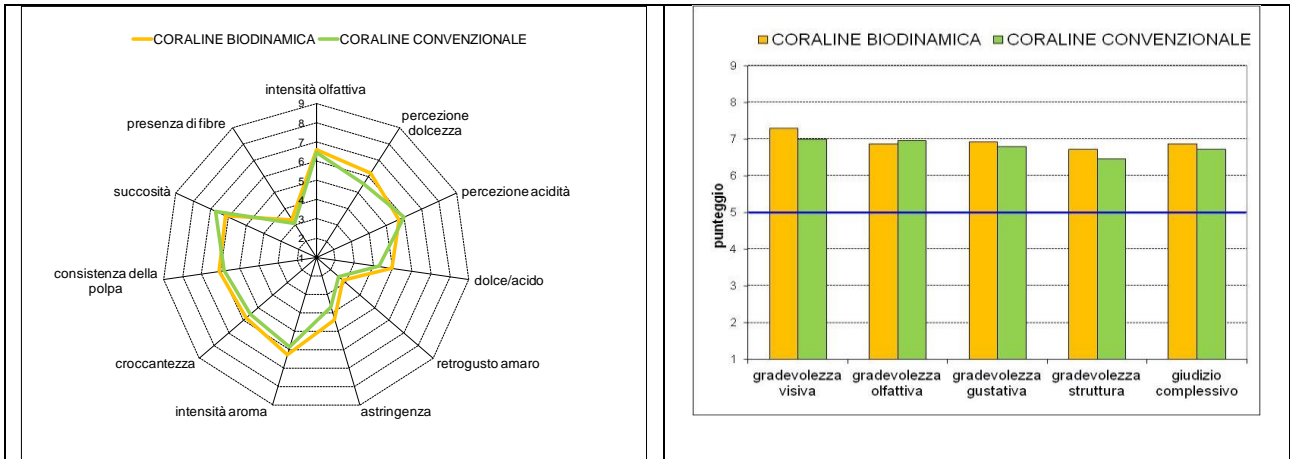 CORALINE BIODINAMICA CORALINE CONVENZIONALE
intensità olfattiva
percezione
dolcezza
percezione acidità
dolce/acido
retrogusto amaro
astringenza
intensità aroma
croccantezza
consistenza della
polpa
succosità
presenza di fibre
9
8
7
6
5
4
3
2
1
CORALINE BIODINAMICA CORALINE CONVENZIONALE
punteggio
9
8
7
6
5
4
3
2
1
gradevolezza gradevolezza gradevolezza gradevolezza giudizio
visiva olfattiva gustativa struttura complessivo